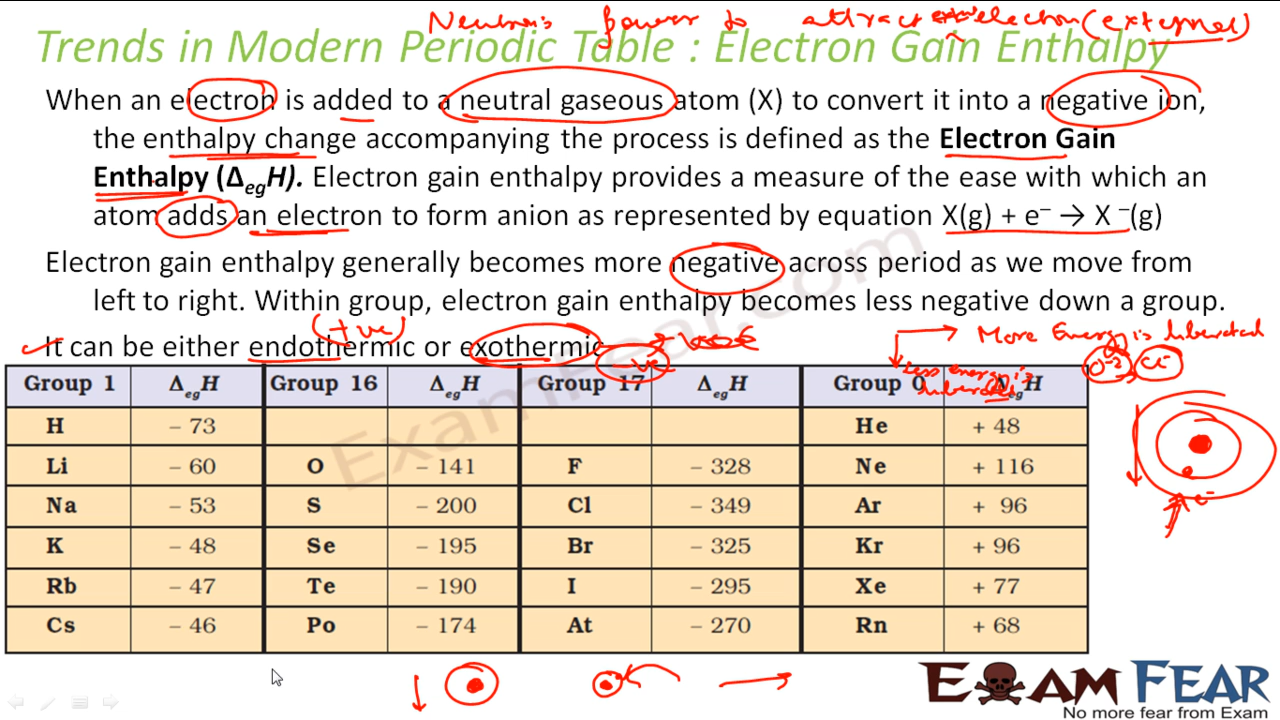 Neutron's power to attract electron (external)
Trends in Modern Periodic Table : Electron Gain Enthalpy
When an electron is added to a neutral gaseous atom (X) to convert it into a negative ion,
the enthalpy change accompanying the process is defined as the Electron Gain
Enthalpy (ΔegH). Electron gain enthalpy provides a measure of the ease with which an
atom adds an electron to form anion as represented by equation X(g) + e⁻ → X⁻(g)
Electron gain enthalpy generally becomes more negative across period as we move from
left to right. Within group, electron gain enthalpy becomes less negative down a group.
(+ve)
It can be either endothermic or exothermic
-ve
More Energy is liberated
Less energy is liberated
Cl⁻
Group 1 ΔegH Group 16 ΔegH Group 17 ΔegH Group 0 ΔegH
H – 73 He + 48
Li – 60 O – 141 F – 328 Ne + 116
Na – 53 S – 200 Cl – 349 Ar + 96
K – 48 Se – 195 Br – 325 Kr + 96
Rb – 47 Te – 190 I – 295 Xe + 77
Cs – 46 Po – 174 At – 270 Rn + 68
e⁻
ExamFear.com
EXAM FEAR
No more fear from Exam